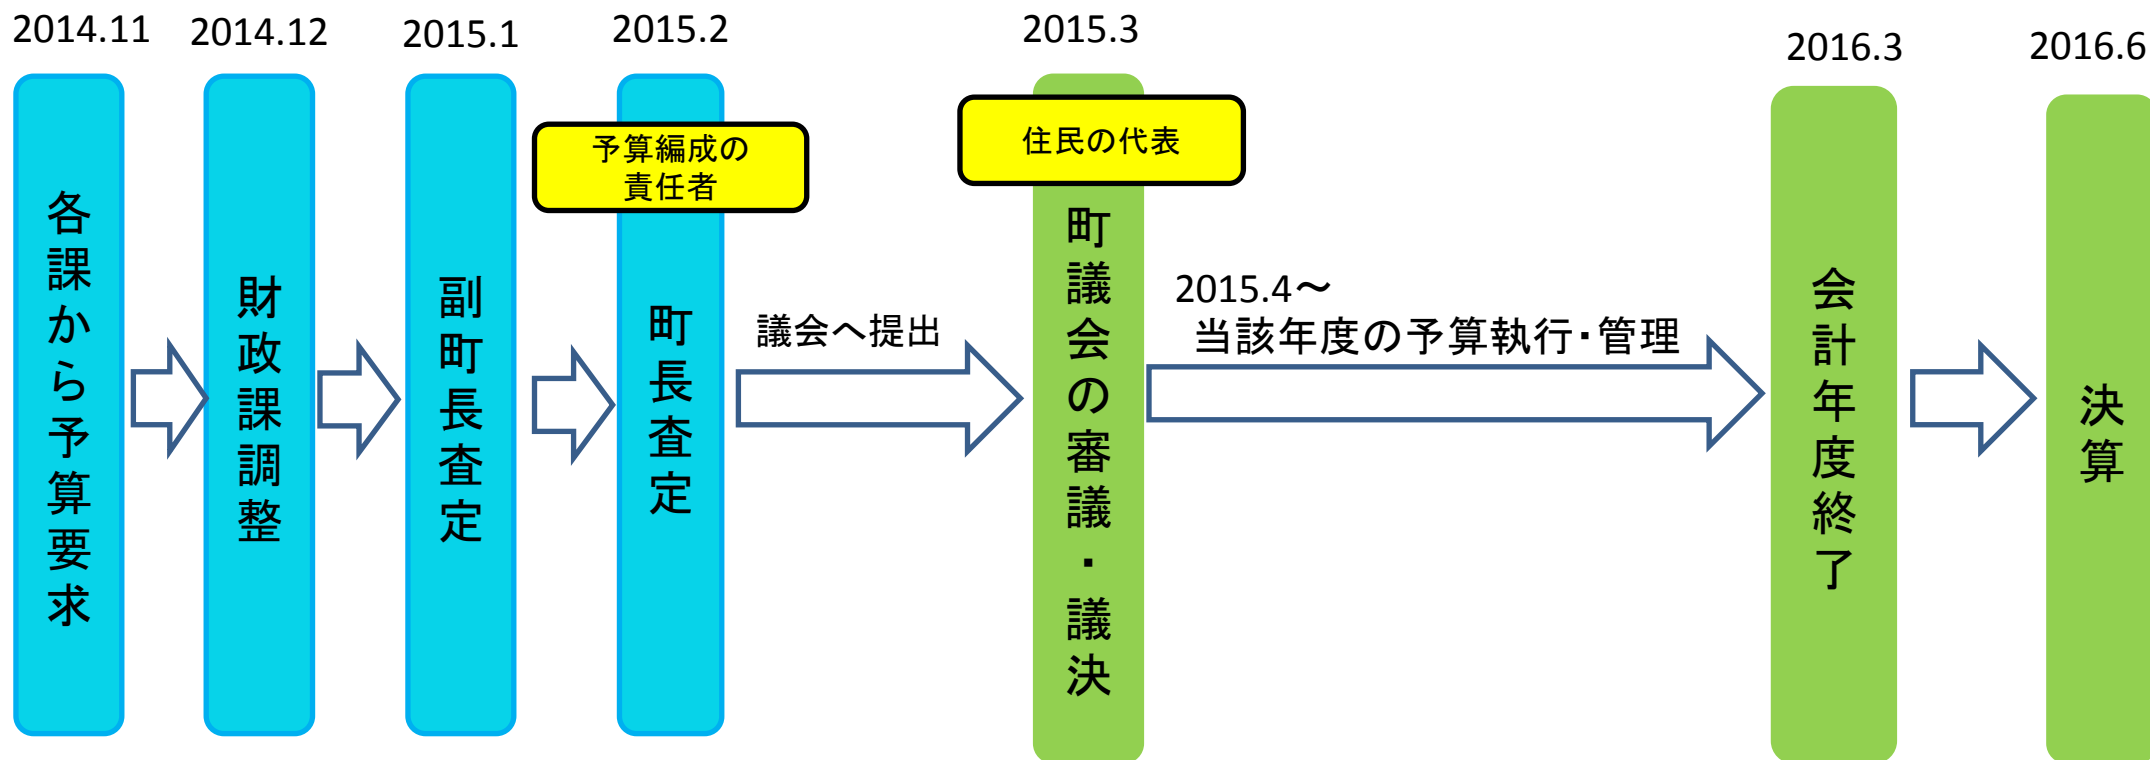 2014.11
各課から予算要求
2014.12
財政課調整
2015.1
副町長査定
2015.2
予算編成の
責任者
町長査定
議会へ提出
2015.3
住民の代表
町議会の審議・議決
2015.4～
当該年度の予算執行・管理
2016.3
会計年度終了
2016.6
決算